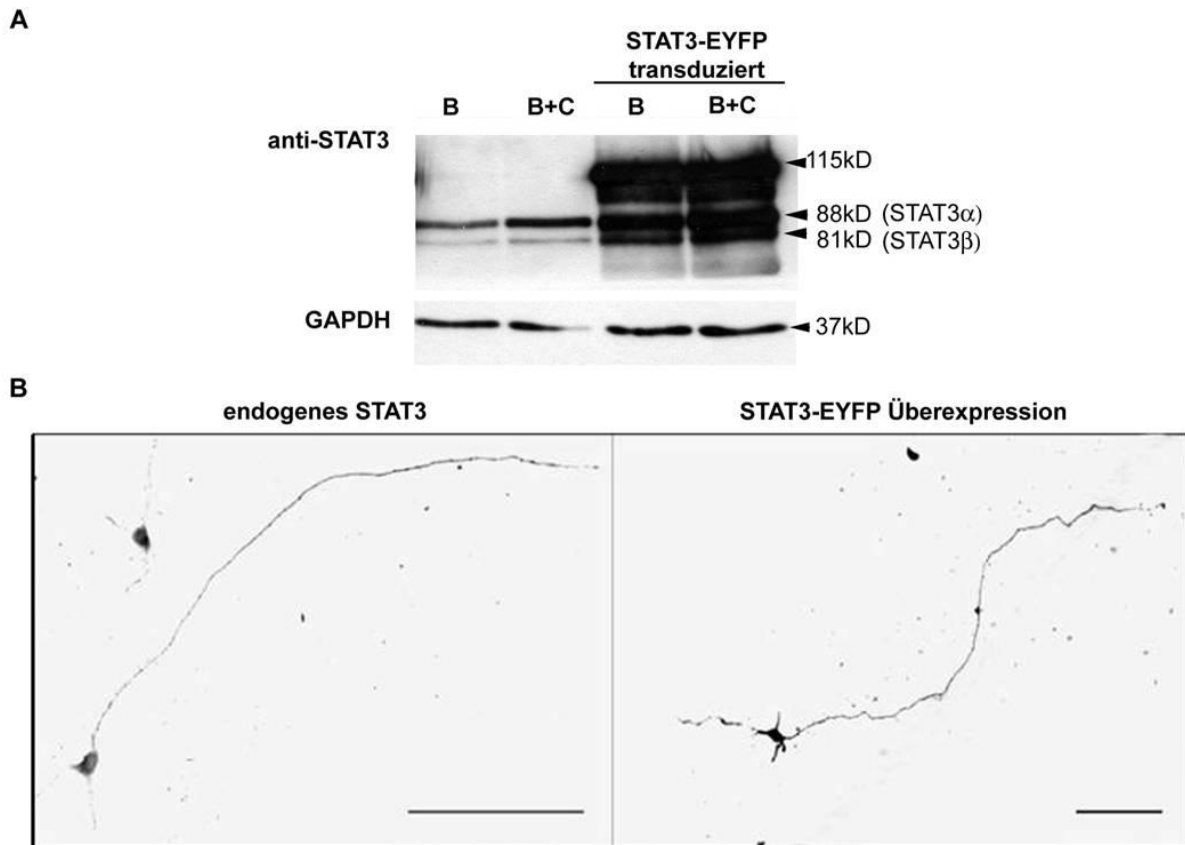 A
STAT3-EYFP
transduziert
B B+C B B+C
anti-STAT3
115kD
88kD (STAT3α)
81kD (STAT3β)
GAPDH
37kD
B
endogenes STAT3 STAT3-EYFP Überexpression